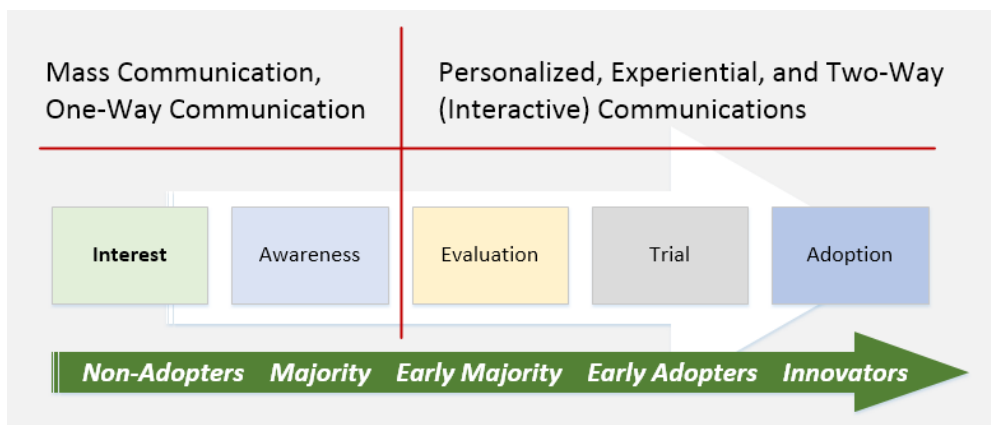 Mass Communication,
One-Way Communication
Personalized, Experiential, and Two-Way
(Interactive) Communications
Interest
Awareness
Evaluation
Trial
Adoption
Non-Adopters
Majority
Early Majority
Early Adopters
Innovators